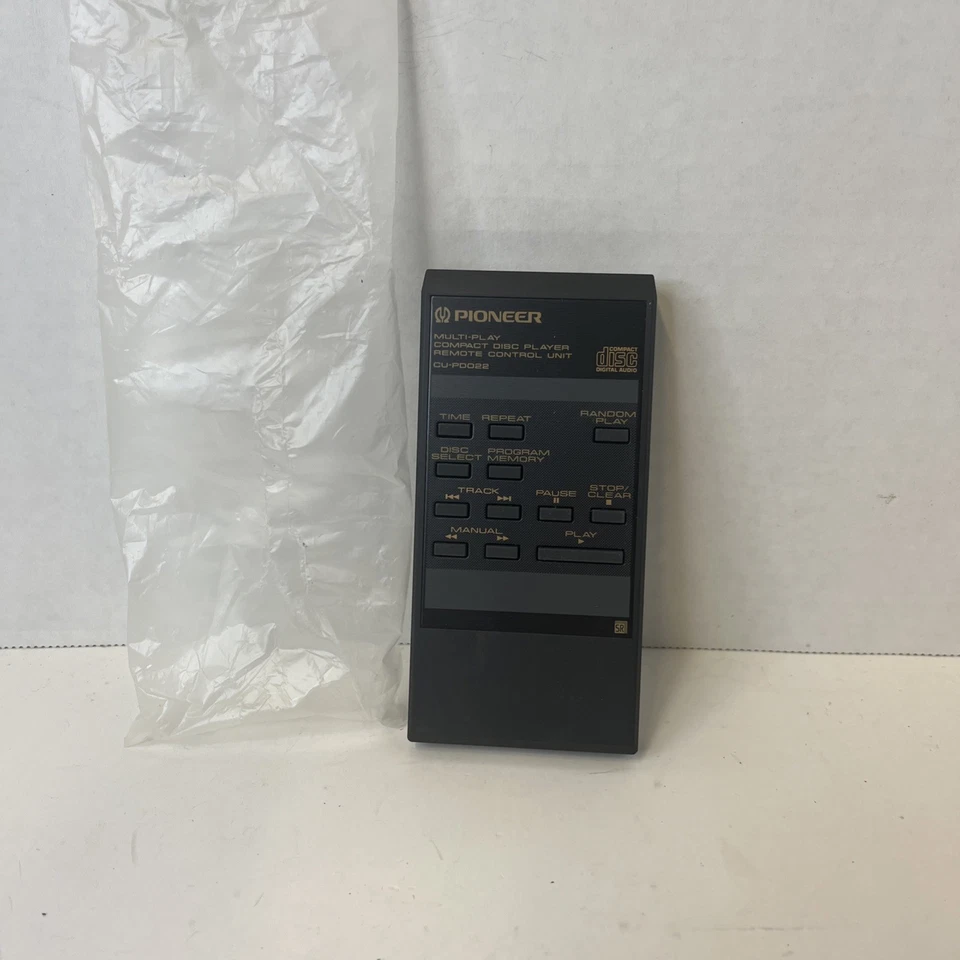 PIONEER
MULTI-PLAY
COMPACT DISC PLAYER
REMOTE CONTROL UNIT
CU-PD022
COMPACT
disc
DIGITAL AUDIO
TIME REPEAT RANDOM PLAY
DISC SELECT PROGRAM MEMORY
TRACK PAUSE STOP/CLEAR
MANUAL PLAY
SR